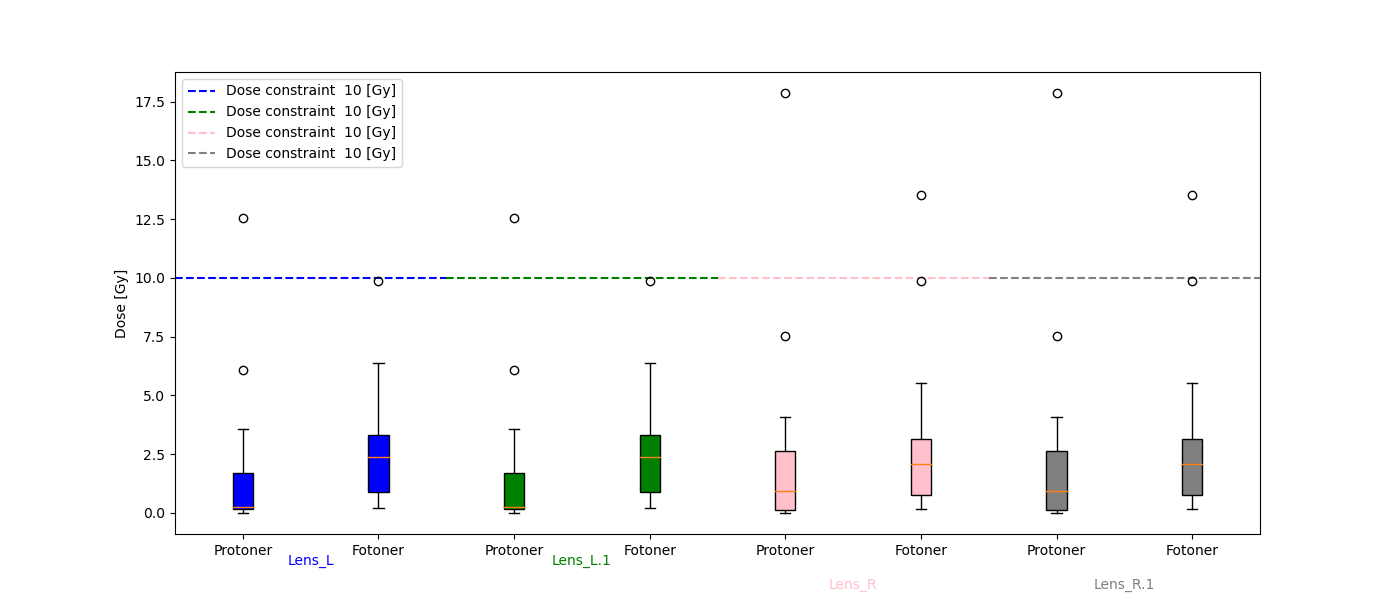 Dose constraint  10 [Gy]
Dose constraint  10 [Gy]
Dose constraint  10 [Gy]
Dose constraint  10 [Gy]
17.5
15.0
12.5
10.0
7.5
5.0
2.5
0.0
Dose [Gy]
Protoner Fotoner Protoner Fotoner Protoner Fotoner Protoner Fotoner
Lens_L Lens_L.1
Lens_R Lens_R.1